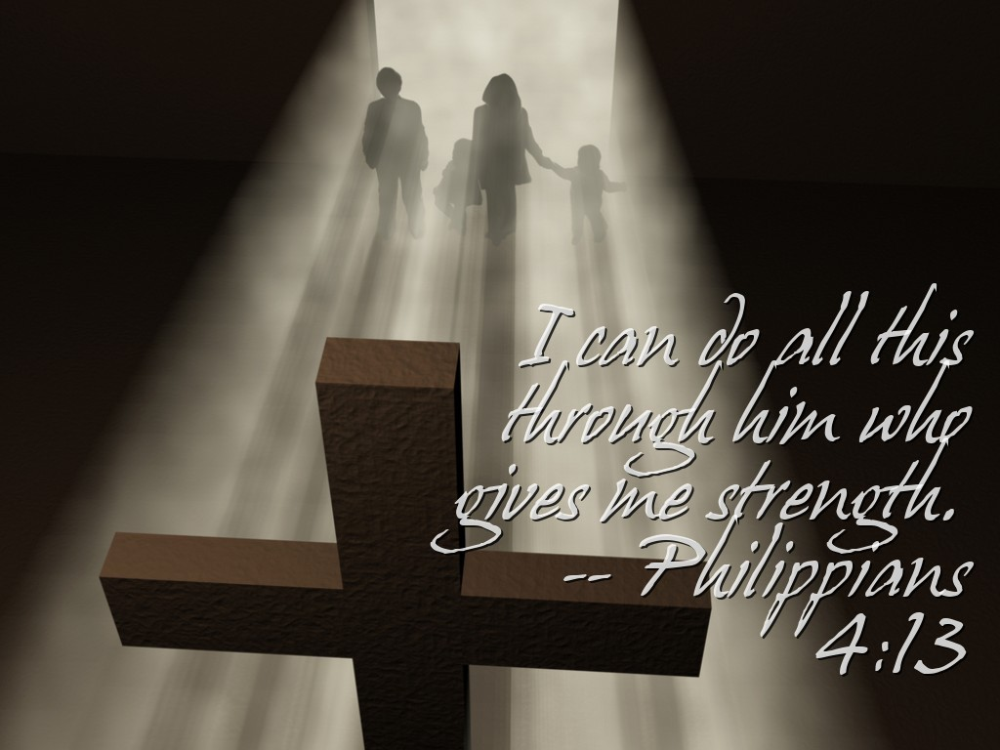 I can do all this
through him who
gives me strength.
-- Philippians
4:13